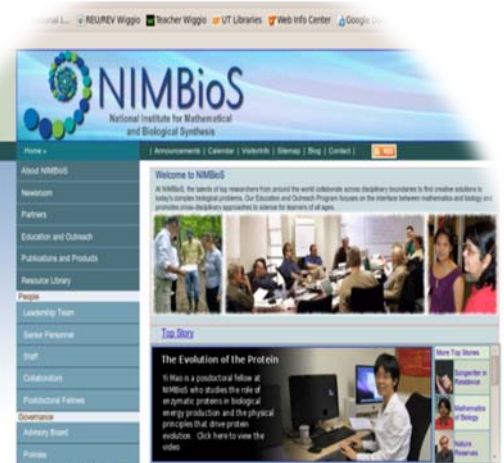 REU/REV Wiggio Teacher Wiggio UT Libraries Web Info Center Google
NIMBioS
National Institute for Mathematical
and Biological Synthesis
Home »
| Announcements | Calendar | VisitorInfo | Sitemap | Blog | Contact |
About NIMBioS
Newsroom
Partners
Education and Outreach
Publications and Products
Resource Library
People
Leadership Team
Senior Personnel
Staff
Collaborators
Postdoctoral Fellows
Governance
Advisory Board
Policies
Welcome to NIMBioS
At NIMBioS, the talents of top researchers from around the world collaborate across disciplinary boundaries to find creative solutions to
today's complex biological problems. Our Education and Outreach Program focuses on the interface between mathematics and biology and
promotes cross-disciplinary approaches to science for learners of all ages.
Top Story
The Evolution of the Protein
Yi Mao is a postdoctoral fellow at
NIMBioS who studies the role of
enzymatic proteins in biological
energy production and the physical
principles that drive protein
evolution. Click here to view the
video
More Top Stories
Songwriter in
Residence
Mathematics
of Biology
Natura
Reserves